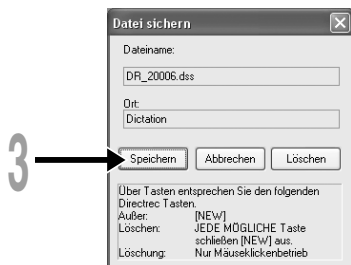 Datei sichern
Dateiname:
DR_20006.dss
Ort:
Dictation
3
Speichern Abbrechen Löschen
Über Tasten entsprechen Sie den folgenden
Directrec Tasten.
Außer: [NEW]
Löschen: JEDE MÖGLICHE Taste
schließen [NEW] aus.
Löschung: Nur Mäuseklickenbetrieb